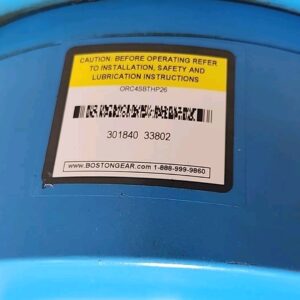 CAUTION: BEFORE OPERATING REFER
TO INSTALLATION, SAFETY AND
LUBRICATION INSTRUCTIONS
ORC4SBTHP26
301840 33802
www.BOSTONGEAR.com 1-888-999-9860